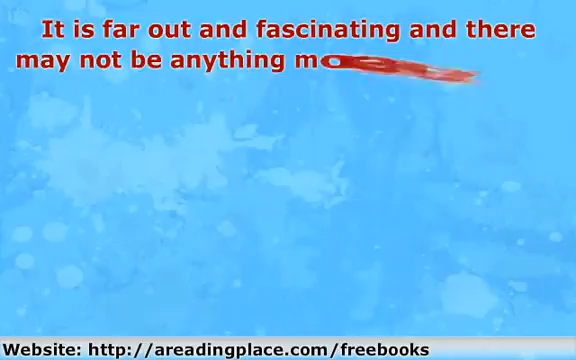 It is far out and fascinating and there
may not be anything
Website: http://areadingplace.com/freebooks